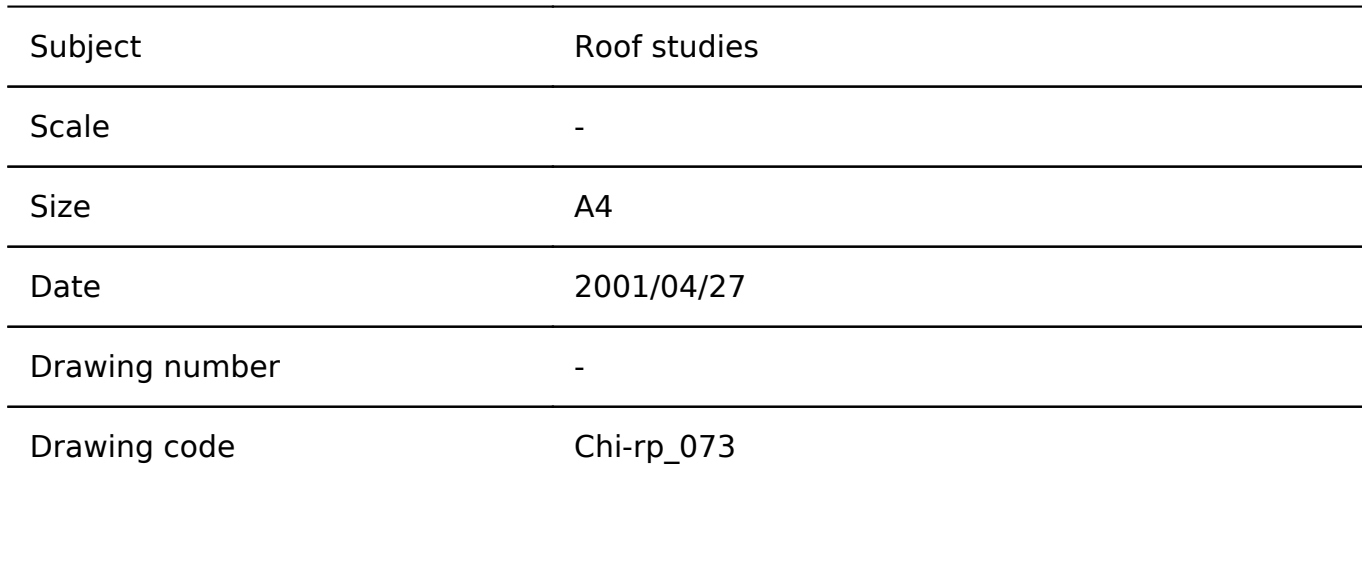 Subject Roof studies
Scale -
Size A4
Date 2001/04/27
Drawing number -
Drawing code Chi-rp_073